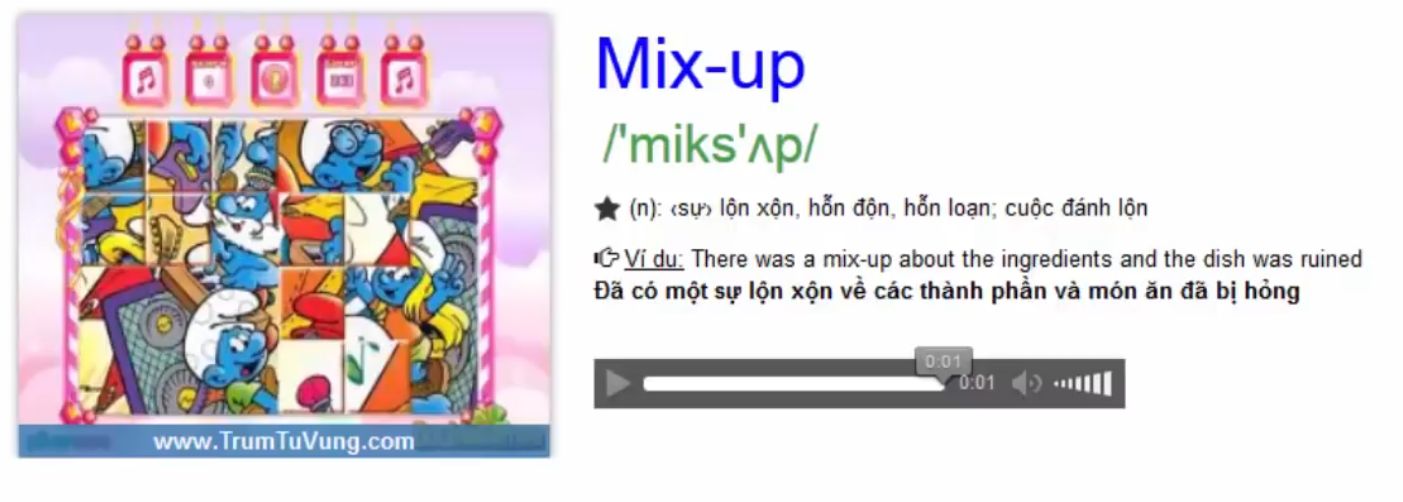 Mix-up
/'miks'ʌp/
(n): ‹sự› lộn xộn, hỗn độn, hỗn loạn; cuộc đánh lộn
Ví dụ: There was a mix-up about the ingredients and the dish was ruined
Đã có một sự lộn xộn về các thành phần và món ăn đã bị hỏng
0:01
0:01
www.TrumTuVung.com